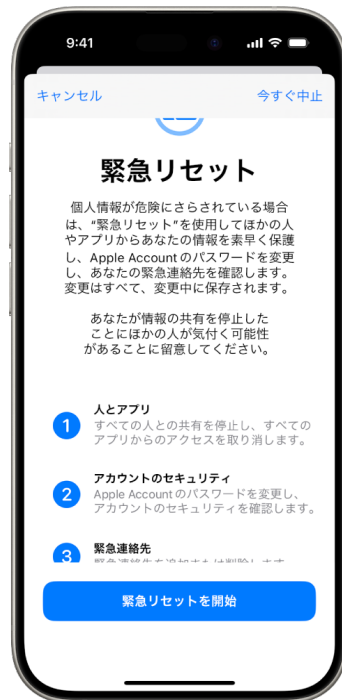 9:41
キャンセル 今すぐ中止
緊急リセット
個人情報が危険にさらされている場合
は、“緊急リセット”を使用してほかの人
やアプリからあなたの情報を素早く保護
し、Apple Accountのパスワードを変更
し、あなたの緊急連絡先を確認します。
変更はすべて、変更中に保存されます。
あなたが情報の共有を停止した
ことにほかの人が気付く可能性
があることに留意してください。
1 人とアプリ
すべての人との共有を停止し、すべての
アプリからのアクセスを取り消します。
2 アカウントのセキュリティ
Apple Accountのパスワードを変更し、
アカウントのセキュリティを確認します。
3 緊急連絡先
緊急リセットを開始